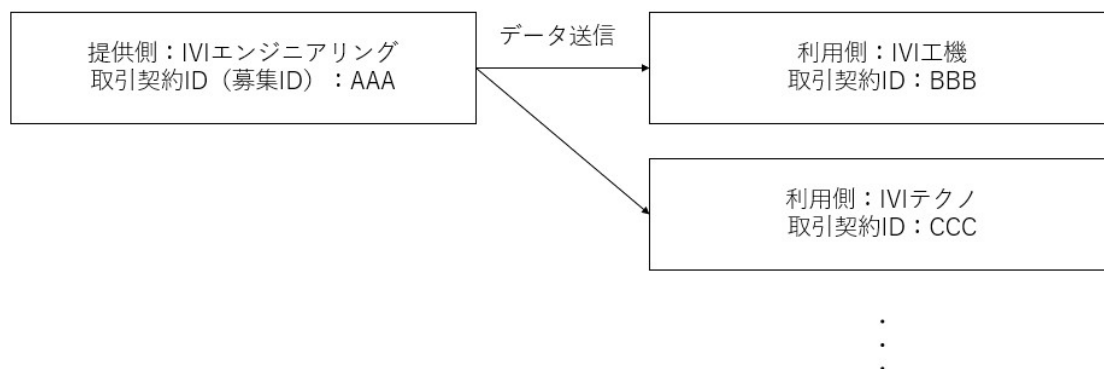 提供側：IVIエンジニアリング
取引契約ID（募集ID）：AAA
データ送信
利用側：IVI工機
取引契約ID：BBB
利用側：IVIテクノ
取引契約ID：CCC